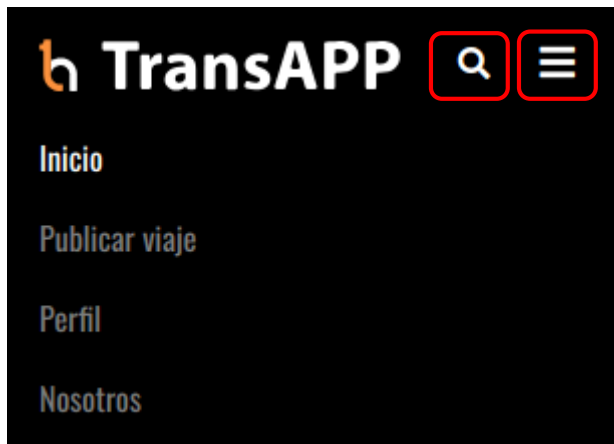 TransAPP
Inicio
Publicar viaje
Perfil
Nosotros